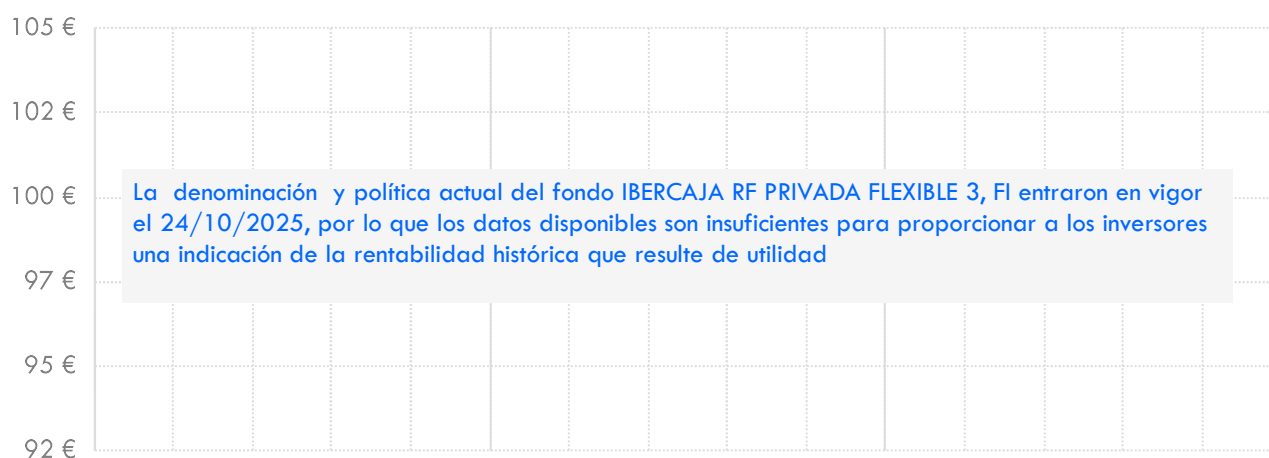 105 €
102 €
100 €
La denominación y política actual del fondo IBERCAJA RF PRIVADA FLEXIBLE 3, FI entraron en vigor
el 24/10/2025, por lo que los datos disponibles son insuficientes para proporcionar a los inversores
una indicación de la rentabilidad histórica que resulte de utilidad
97 €
95 €
92 €